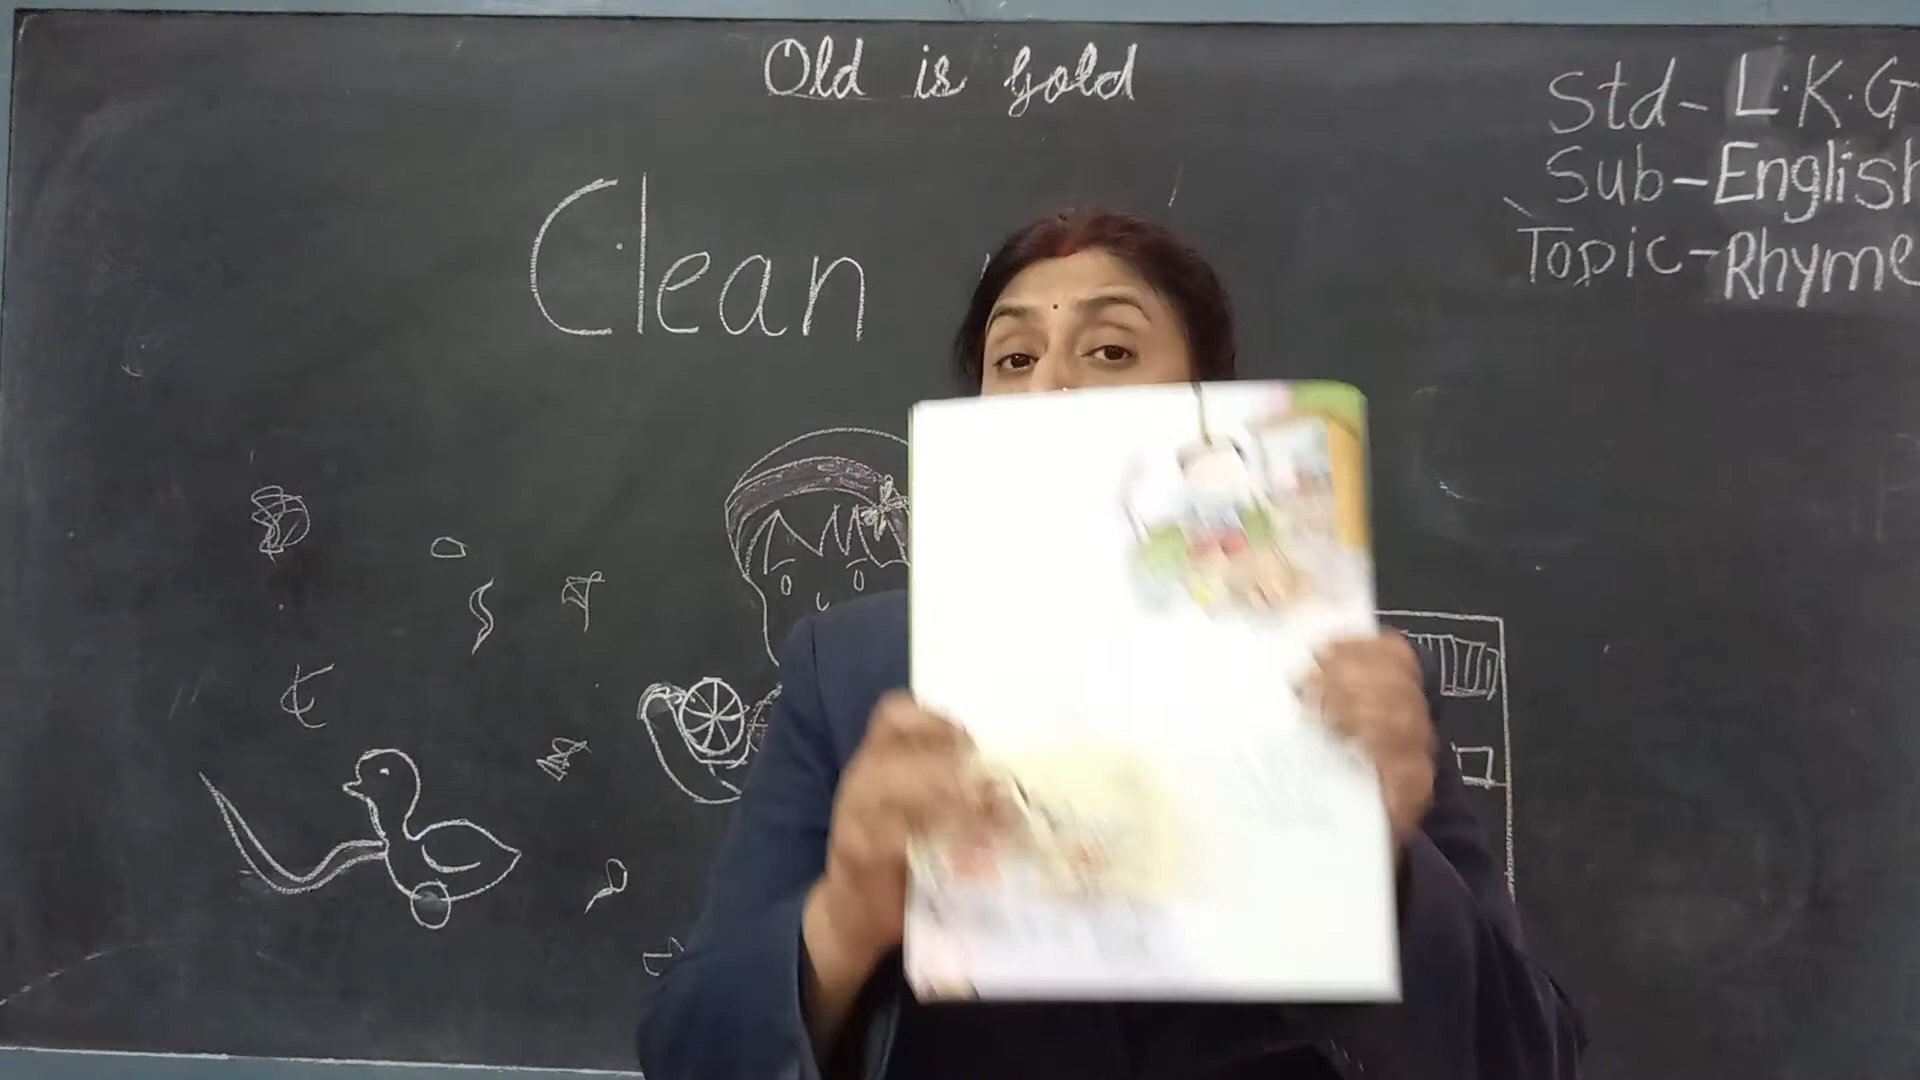 Old is Gold
Std- L.K.G
Sub-English
Topic-Rhyme
Clean